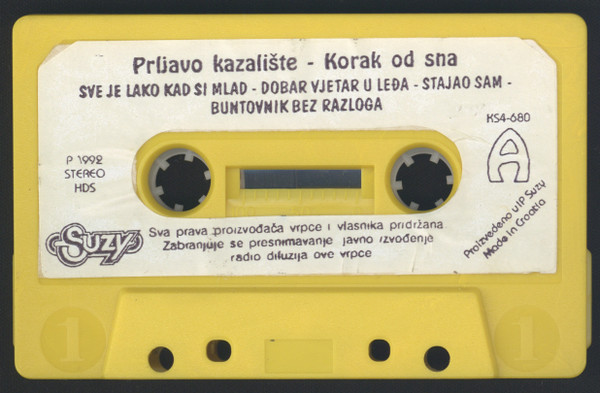 Prljavo kazalište - Korak od sna
SVE JE LAKO KAD SI MLAD - DOBAR VJETAR U LEĐA - STAJAO SAM -
BUNTOVNIK BEZ RAZLOGA
KS4-680
A
P 1992
STEREO
HDS
SUZY
Sva prava proizvođača vrpce i vlasnika pridržana
Zabranjuje se presnimavanje javno izvođenje
radio difuzija ove vrpce
Proizvedeno u IP Suzy
Made in Croatia
1
1